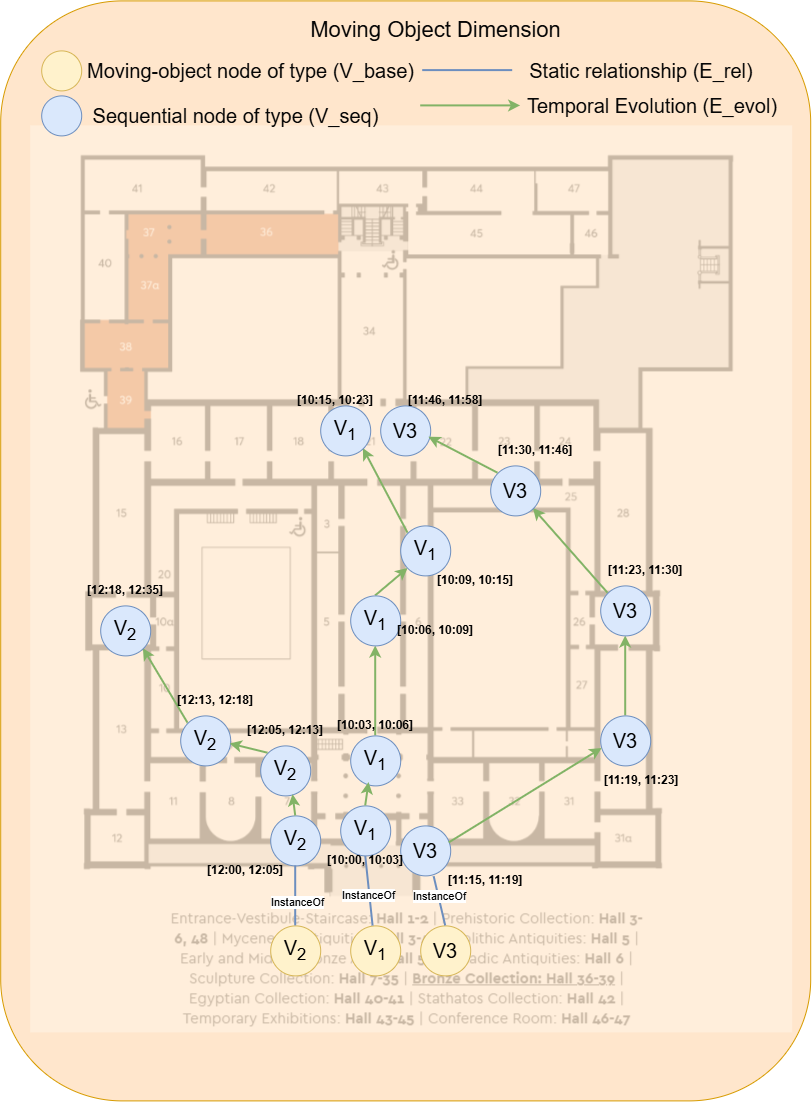 Moving Object Dimension
Moving-object node of type (V_base)
Static relationship (E_rel)
Sequential node of type (V_seq)
Temporal Evolution (E_evol)
41
42
43
44
47
37
36
45
46
40
37a
34
38
39
[10:15, 10:23]
[11:46, 11:58]
V1
V3
16
17
18
21
22
23
24
[11:30, 11:46]
V3
25
15
3
28
V1
[10:09, 10:15]
20
[11:23, 11:30]
[12:18, 12:35]
V2
10a
5
V1
[10:06, 10:09]
6
26
V3
10
27
[12:13, 12:18]
13
V2
[12:05, 12:13]
[10:03, 10:06]
V2
V1
V3
[11:19, 11:23]
11
8
33
32
31
12
V2
V1
V3
31a
[12:00, 12:05]
[10:00, 10:03]
[11:15, 11:19]
InstanceOf
InstanceOf
InstanceOf
Entrance-Vestibule-Staircase: Hall 1-2 | Prehistoric Collection: Hall 3-
6, 48 | Mycenean Antiquities: Hall 3-4 | Neolithic Antiquities: Hall 5 |
Early and Mid Bronze Hall 5 Cycladic Antiquities: Hall 6 |
V2
V1
V3
Sculpture Collection: Hall 7-35 | Bronze Collection: Hall 36-39 |
Egyptian Collection: Hall 40-41 | Stathatos Collection: Hall 42 |
Temporary Exhibitions: Hall 43-45 | Conference Room: Hall 46-47